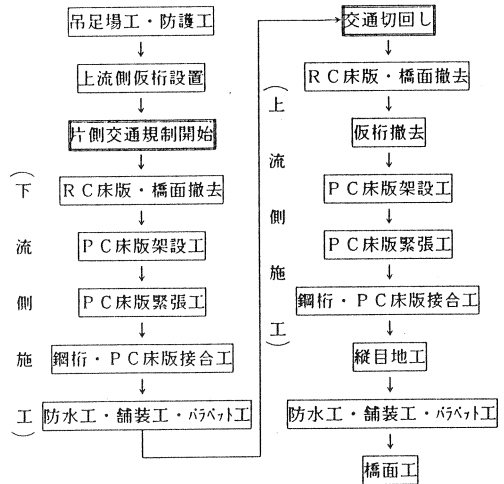 吊足場工・防護工
↓
上流側仮桁設置
↓
片側交通規制開始
↓
(下流側施工)
RC床版・橋面撤去
↓
PC床版架設工
↓
PC床版緊張工
↓
鋼桁・PC床版接合工
↓
防水工・舗装工・パラペット工
交通切回し
↓
(上流側施工)
RC床版・橋面撤去
↓
仮桁撤去
↓
PC床版架設工
↓
PC床版緊張工
↓
鋼桁・PC床版接合工
↓
縦目地工
↓
防水工・舗装工・パラペット工
↓
橋面工